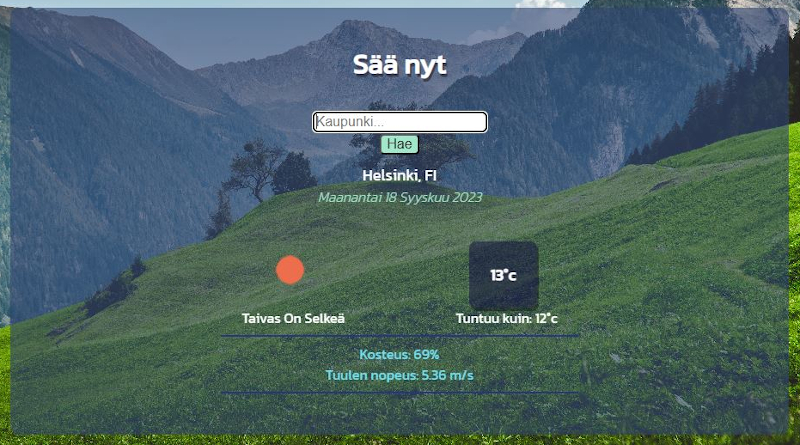 Sää nyt
Kaupunki...
Hae
Helsinki, FI
Maanantai 18 Syyskuu 2023
13°c
Taivas On Selkeä
Tuntuu kuin: 12°c
Kosteus: 69%
Tuulen nopeus: 5.36 m/s